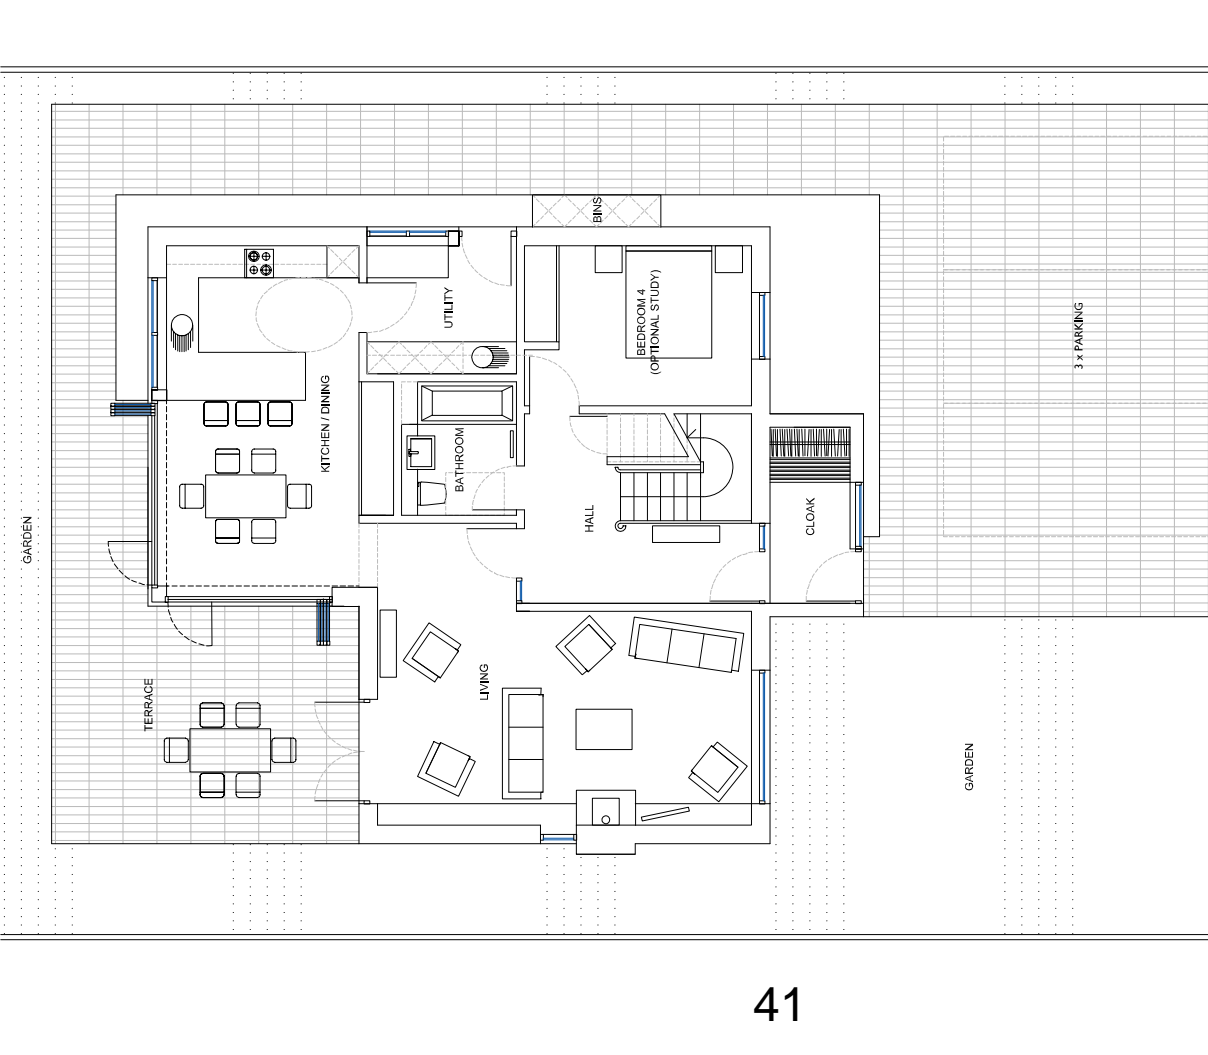 BINS
UTILITY
BEDROOM 4
(OPTIONAL STUDY)
3 x PARKING
KITCHEN / DINING
BATHROOM
HALL
CLOAK
GARDEN
LIVING
TERRACE
GARDEN
41